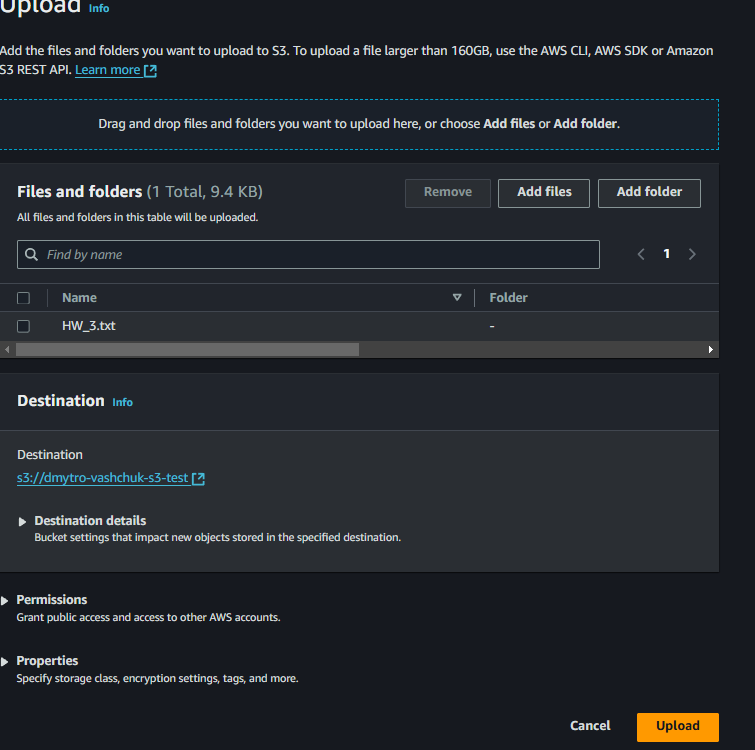 Upload Info
Add the files and folders you want to upload to S3. To upload a file larger than 160GB, use the AWS CLI, AWS SDK or Amazon
S3 REST API. Learn more
Drag and drop files and folders you want to upload here, or choose Add files or Add folder.
Files and folders (1 Total, 9.4 KB)
Remove
Add files
Add folder
All files and folders in this table will be uploaded.
Find by name
1
Name
Folder
HW_3.txt
-
Destination Info
Destination
s3://dmytro-vashchuk-s3-test
Destination details
Bucket settings that impact new objects stored in the specified destination.
Permissions
Grant public access and access to other AWS accounts.
Properties
Specify storage class, encryption settings, tags, and more.
Cancel
Upload